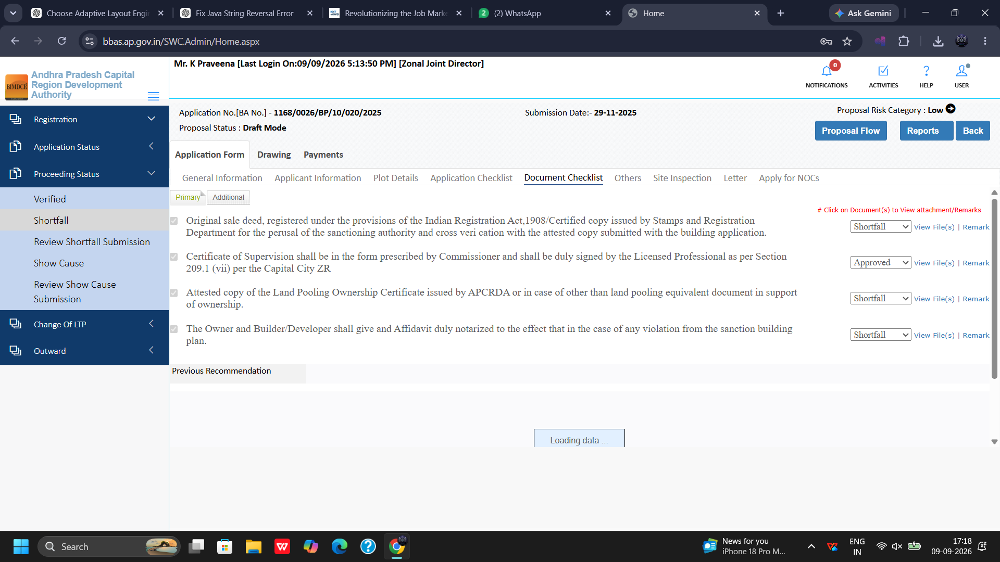 Choose Adaptive Layout Engin
Fix Java String Reversal Error
Revolutionizing the Job Marke
(2) WhatsApp
Home
Ask Gemini
bbas.ap.gov.in/SWC.Admin/Home.aspx
BIMDCR
Andhra Pradesh Capital
Region Development
Authority
Mr. K Praveena [Last Login On:09/09/2026 5:13:50 PM] [Zonal Joint Director]
0
NOTIFICATIONS
ACTIVITIES
HELP
USER
Registration
Application Status
Proceeding Status
Verified
Shortfall
Review Shortfall Submission
Show Cause
Review Show Cause
Submission
Change Of LTP
Outward
Application No.[BA No.] - 1168/0026/BP/10/020/2025
Submission Date:- 29-11-2025
Proposal Risk Category : Low
Proposal Status : Draft Mode
Proposal Flow
Reports
Back
Application Form
Drawing
Payments
General Information
Applicant Information
Plot Details
Application Checklist
Document Checklist
Others
Site Inspection
Letter
Apply for NOCs
Primary
Additional
# Click on Document(s) to View attachment/Remarks
Original sale deed, registered under the provisions of the Indian Registration Act,1908/Certified copy issued by Stamps and Registration
Department for the perusal of the sanctioning authority and cross veri cation with the attested copy submitted with the building application.
Shortfall View File(s) | Remark
Certificate of Supervision shall be in the form prescribed by Commissioner and shall be duly signed by the Licensed Professional as per Section
209.1 (vii) per the Capital City ZR
Approved View File(s) | Remark
Attested copy of the Land Pooling Ownership Certificate issued by APCRDA or in case of other than land pooling equivalent document in support
of ownership.
Shortfall View File(s) | Remark
The Owner and Builder/Developer shall give and Affidavit duly notarized to the effect that in the case of any violation from the sanction building
plan.
Shortfall View File(s) | Remark
Previous Recommendation
Loading data ...
Search
News for you
iPhone 18 Pro M...
ENG
IN
17:18
09-09-2026